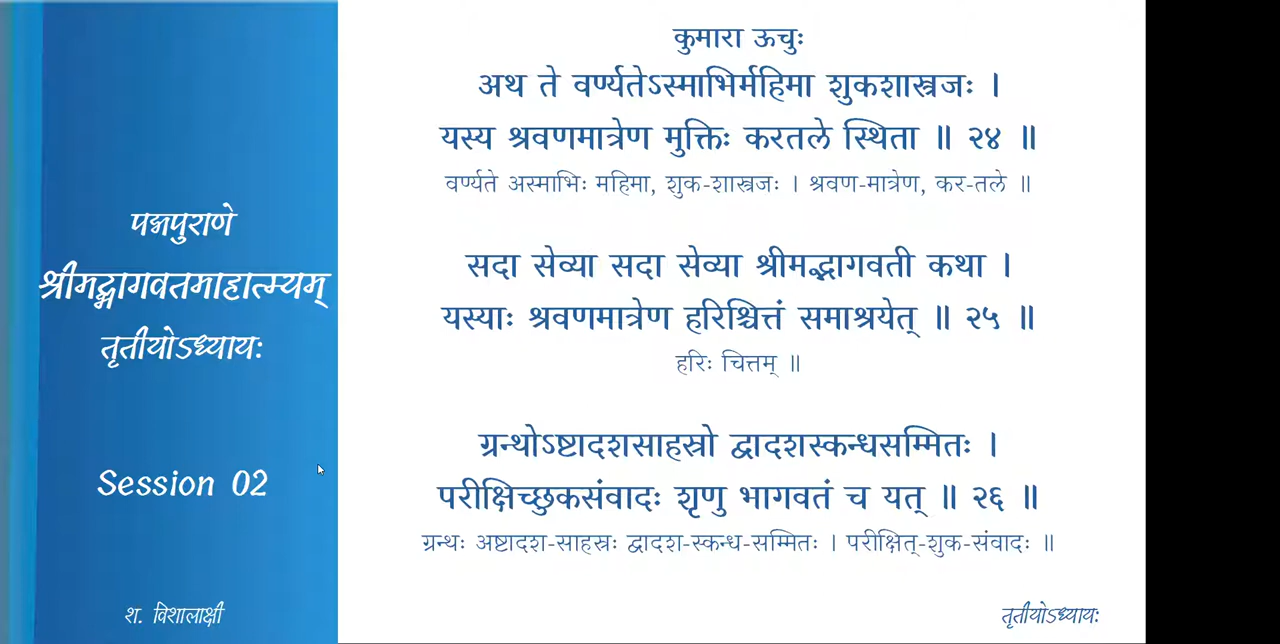 पद्मपुराणे
श्रीमद्भागवतमाहात्म्यम्
तृतीयोऽध्यायः
Session 02
श. विशालाक्षी
कुमारा ऊचुः
अथ ते वर्ण्यतेऽस्माभिर्महिमा शुकशास्त्रजः ।
यस्य श्रवणमात्रेण मुक्तिः करतले स्थिता ॥ २४ ॥
वर्ण्यते अस्माभिः महिमा, शुक-शास्त्रजः । श्रवण-मात्रेण, कर-तले ॥
सदा सेव्या सदा सेव्या श्रीमद्भागवती कथा ।
यस्याः श्रवणमात्रेण हरिश्चित्तं समाश्रयेत् ॥ २५ ॥
हरिः चित्तम् ॥
ग्रन्थोऽष्टादशसाहस्रो द्वादशस्कन्धसम्मितः ।
परीक्षिच्छुकसंवादः शृणु भागवतं च यत् ॥ २६ ॥
ग्रन्थः अष्टादश-साहस्रः द्वादश-स्कन्ध-सम्मितः । परीक्षित्-शुक-संवादः ॥
तृतीयोऽध्यायः